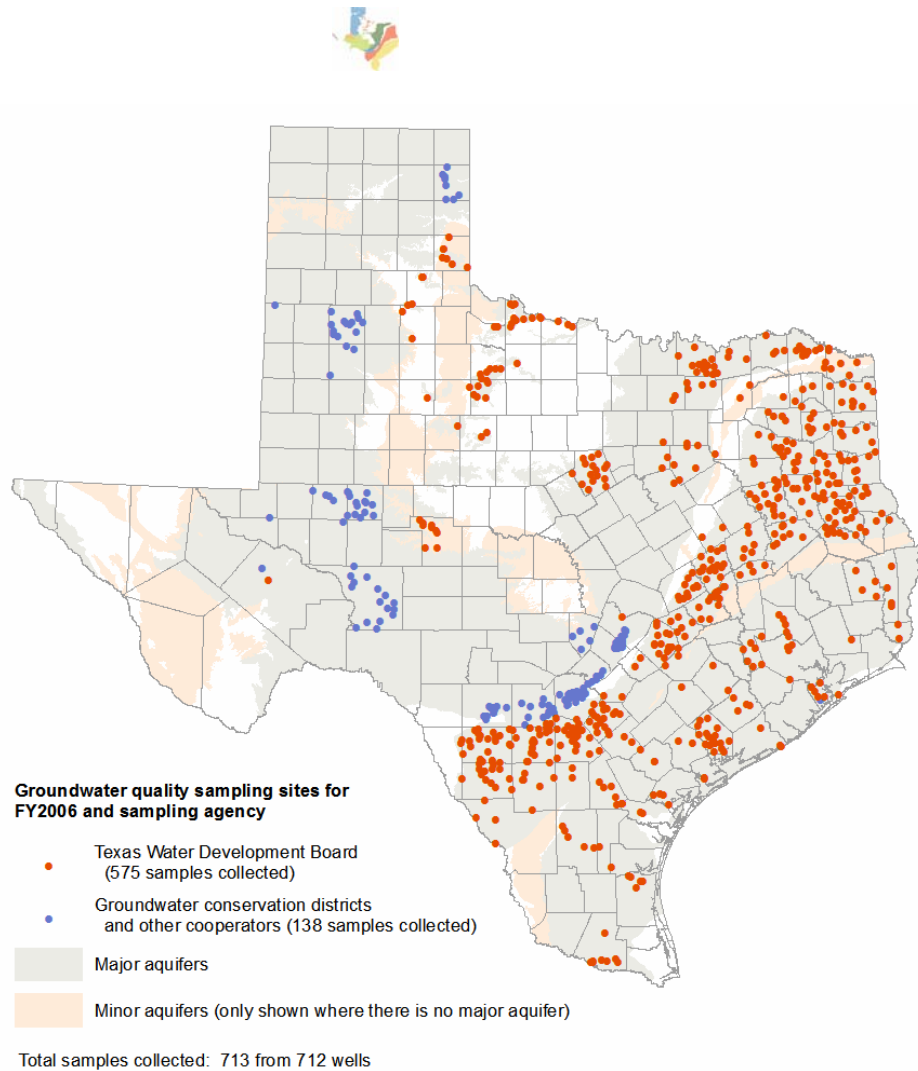 Groundwater quality sampling sites for
FY2006 and sampling agency
Texas Water Development Board
(575 samples collected)
Groundwater conservation districts
and other cooperators (138 samples collected)
Major aquifers
Minor aquifers (only shown where there is no major aquifer)
Total samples collected: 713 from 712 wells